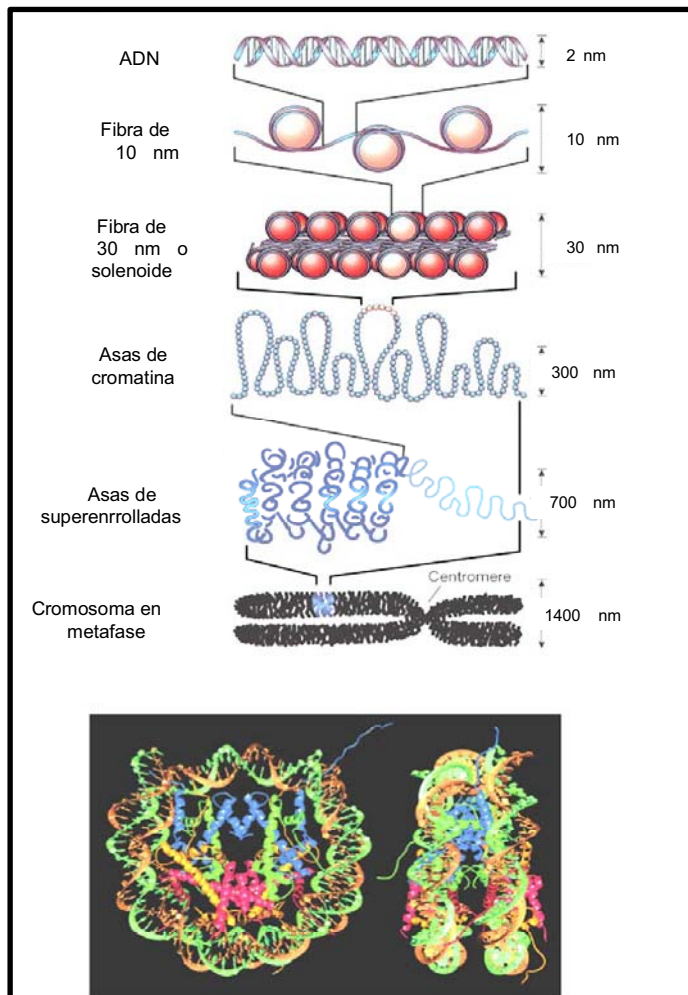 ADN
2 nm
Fibra de
10 nm
10 nm
Fibra de
30 nm o
solenoide
30 nm
Asas de
cromatina
300 nm
Asas de
superenrrolladas
700 nm
Centromere
Cromosoma en
metafase
1400 nm